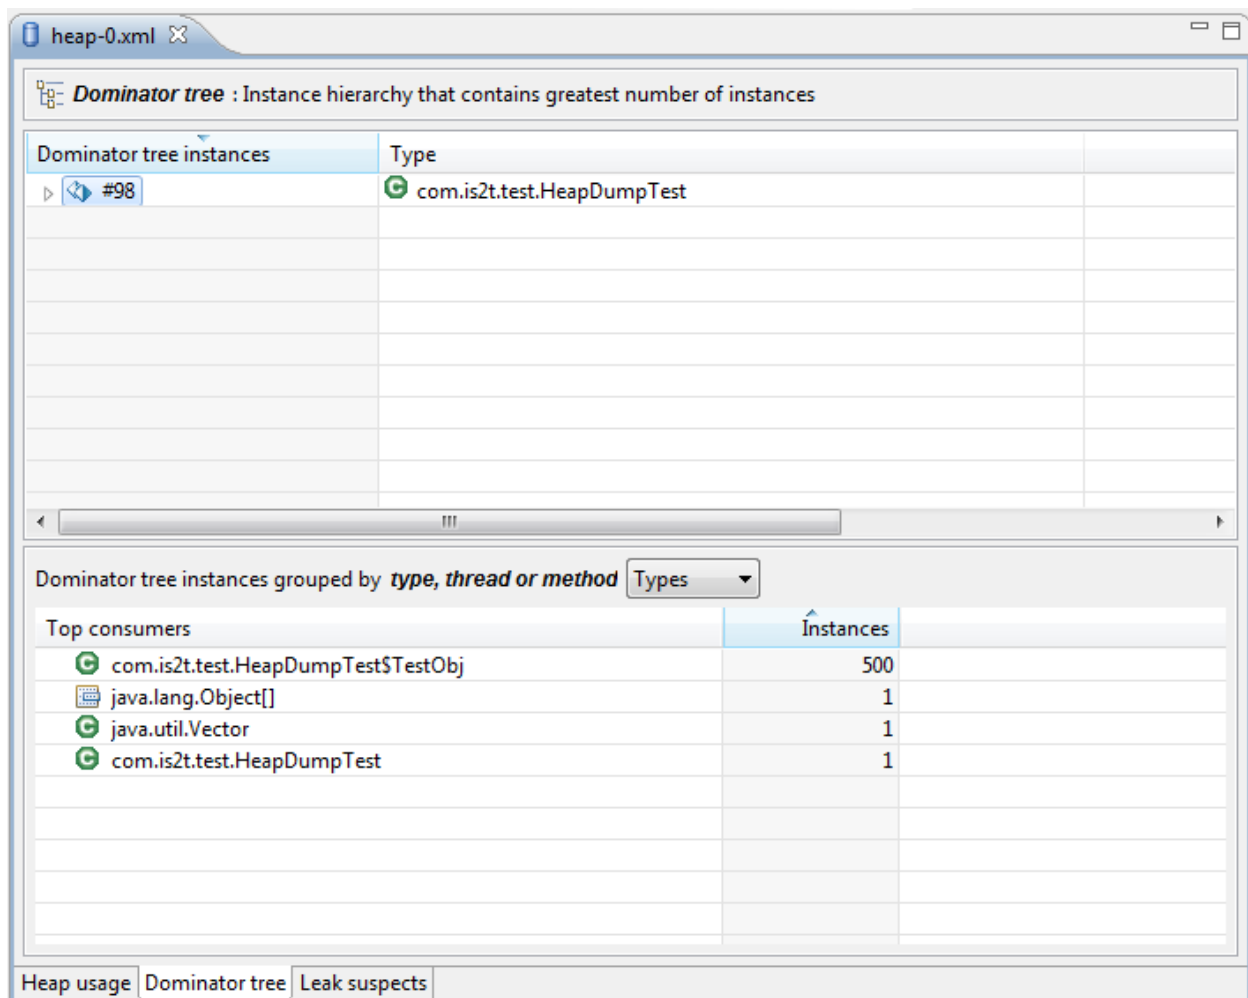 heap-0.xml
Dominator tree : Instance hierarchy that contains greatest number of instances
Dominator tree instances Type
#98 com.is2t.test.HeapDumpTest
Dominator tree instances grouped by type, thread or method Types
Top consumers Instances
com.is2t.test.HeapDumpTest$TestObj 500
java.lang.Object[] 1
java.util.Vector 1
com.is2t.test.HeapDumpTest 1
Heap usage Dominator tree Leak suspects